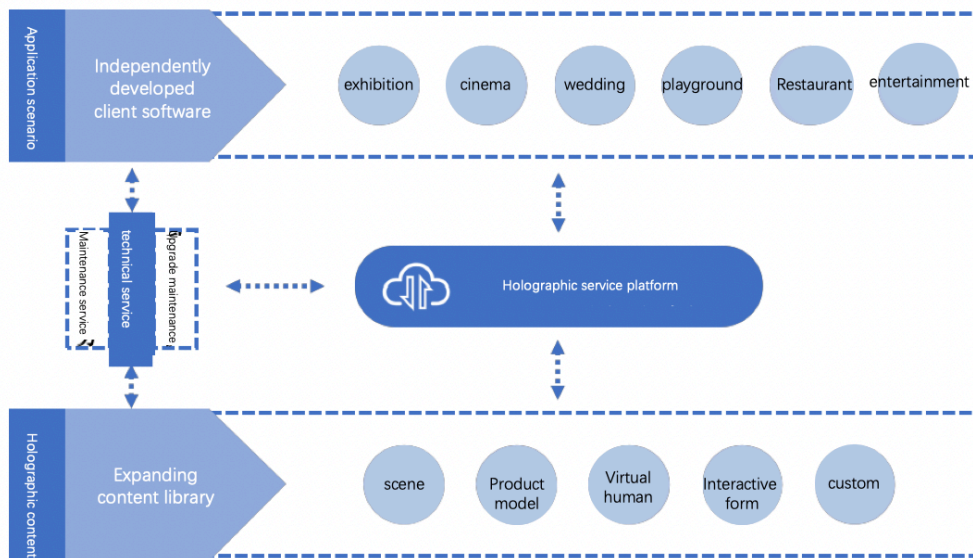 Application scenario
Independently
developed
client software
exhibition
cinema
wedding
playground
Restaurant
entertainment
Maintenance service
technical service
Upgrade maintenance
Holographic service platform
Holographic content
Expanding
content library
scene
Product
model
Virtual
human
Interactive
form
custom